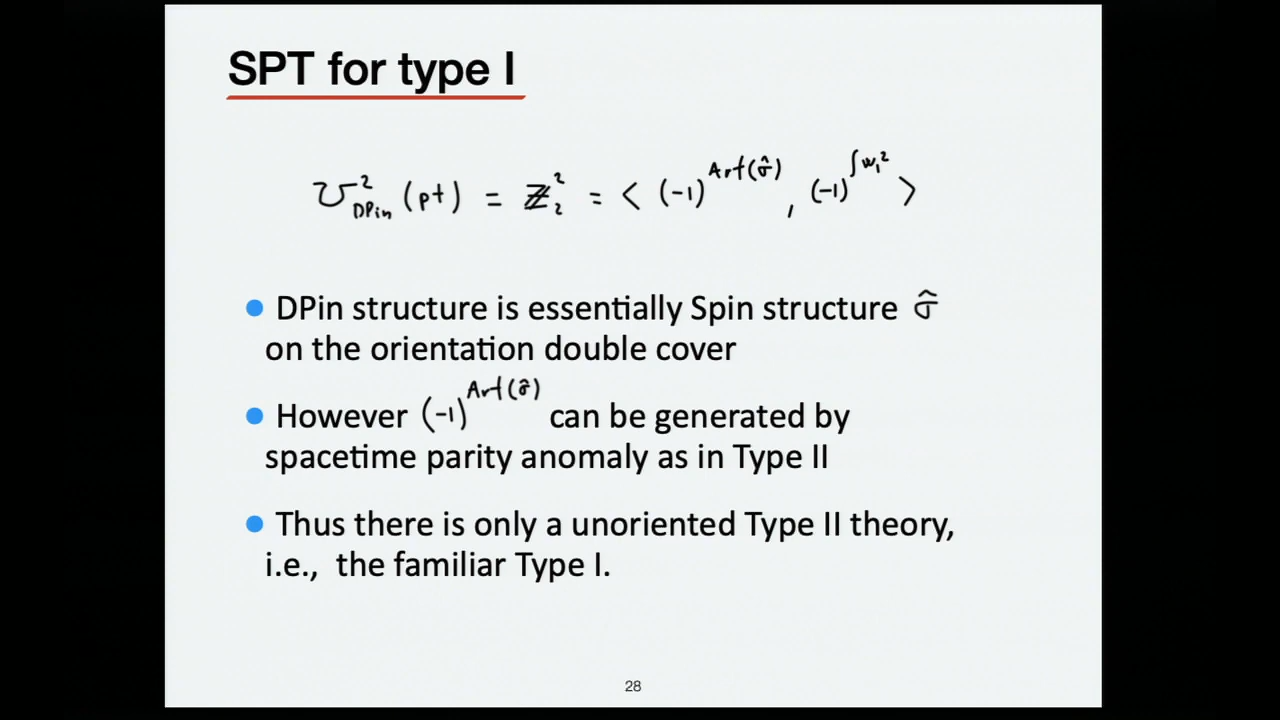 SPT for type I
℧²_DPin (pt) = ℤ₂² = < (-1)^Arf(σ̂) , (-1)^∫w₁² >
DPin structure is essentially Spin structure σ̂
on the orientation double cover
However (-1)^Arf(σ̂) can be generated by
spacetime parity anomaly as in Type II
Thus there is only a unoriented Type II theory,
i.e., the familiar Type I.
28